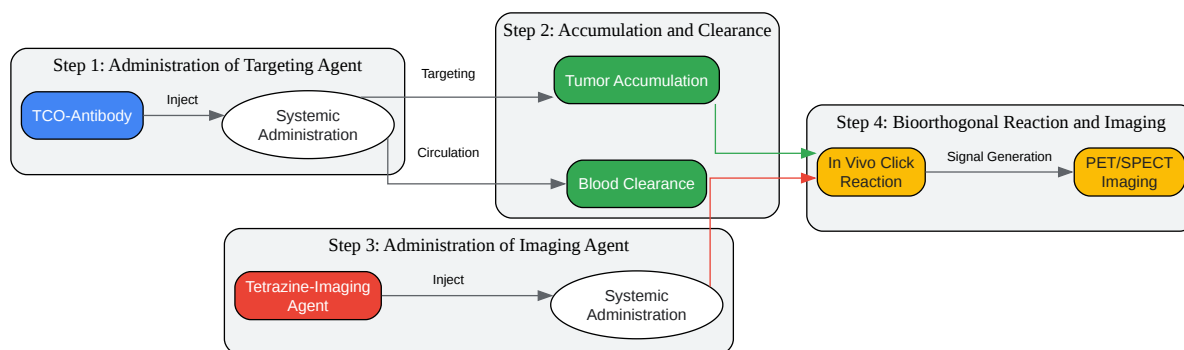 Step 1: Administration of Targeting Agent
TCO-Antibody
Inject
Systemic
Administration
Targeting
Circulation
Step 2: Accumulation and Clearance
Tumor Accumulation
Blood Clearance
Step 3: Administration of Imaging Agent
Tetrazine-Imaging
Agent
Inject
Systemic
Administration
Step 4: Bioorthogonal Reaction and Imaging
In Vivo Click
Reaction
Signal Generation
PET/SPECT
Imaging